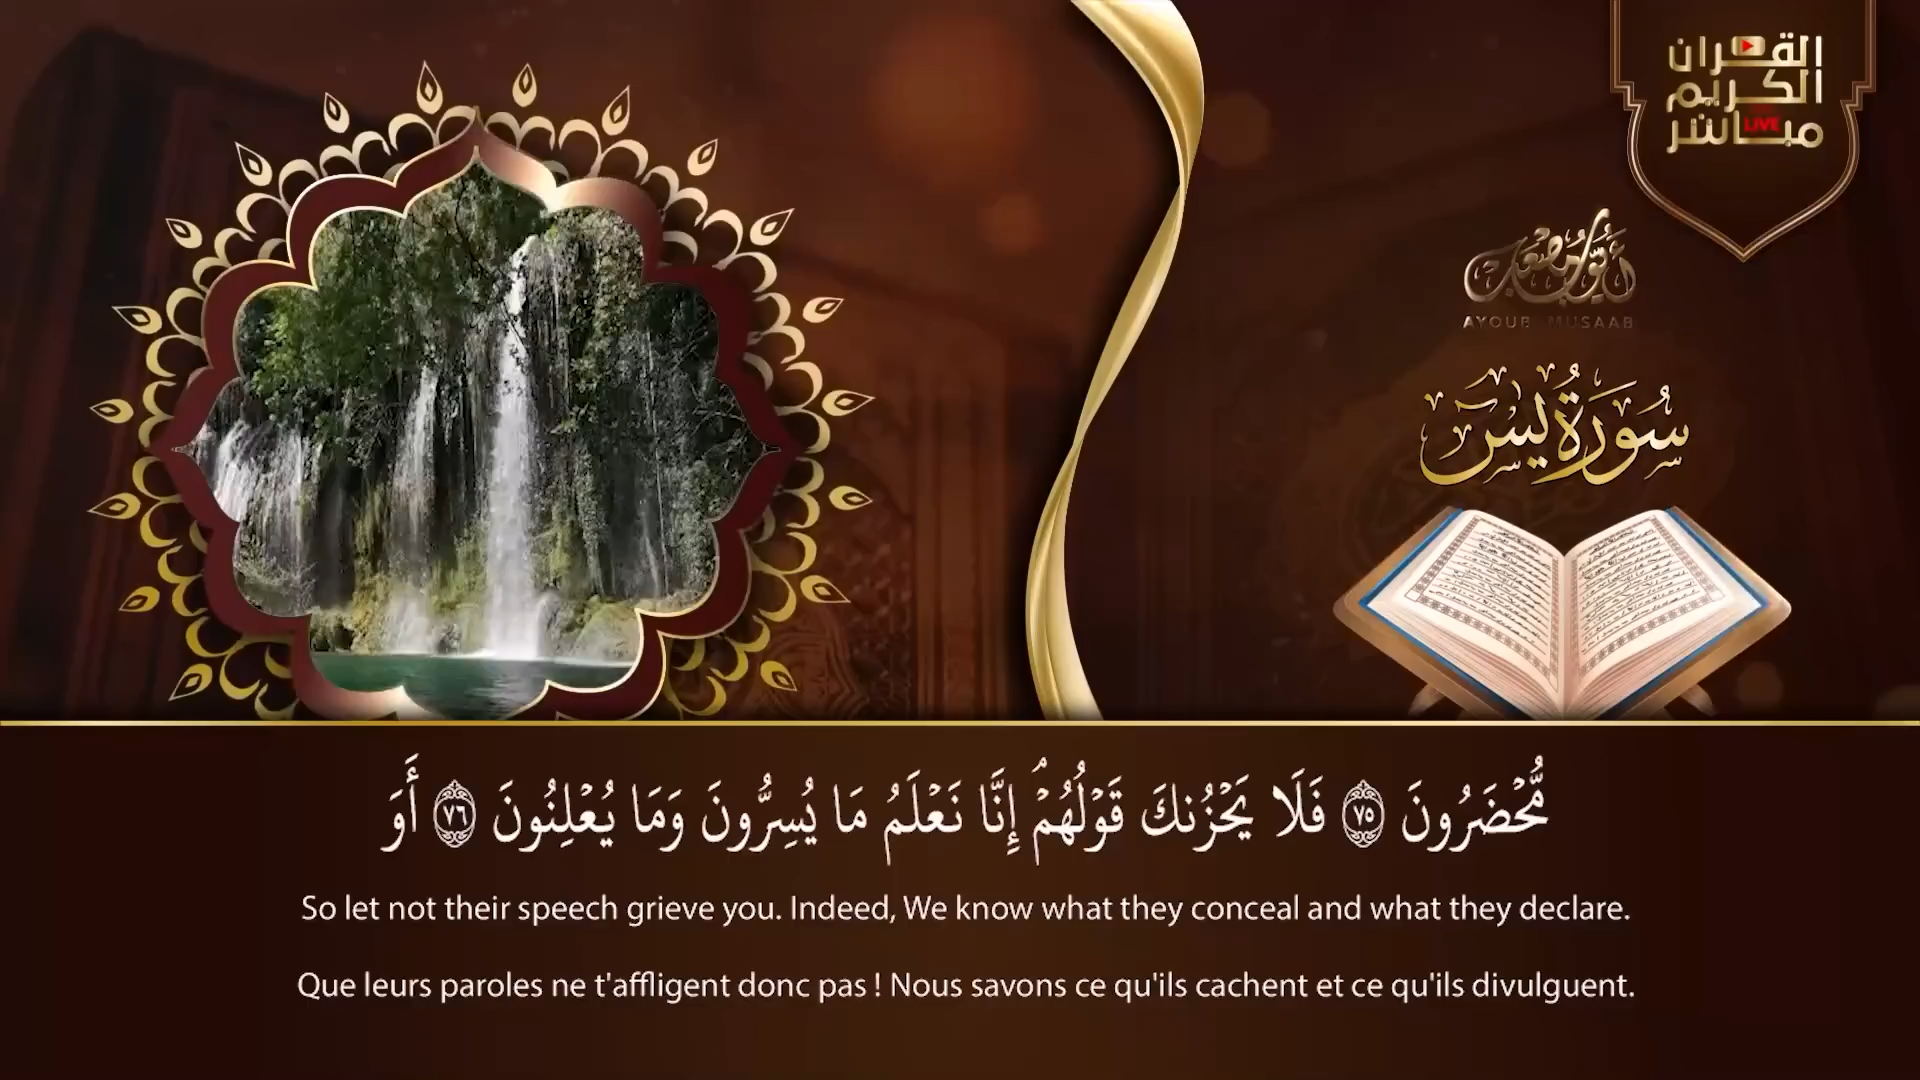 القرآن
الكريم
مباشر
LIVE
أيوب مصعب
AYOUB MUSAAB
سورة يس
مُّحْضَرُونَ ٧٥ فَلَا يَحْزُنكَ قَوْلُهُمْ ۘ إِنَّا نَعْلَمُ مَا يُسِرُّونَ وَمَا يُعْلِنُونَ ٧٦ أَوَ
So let not their speech grieve you. Indeed, We know what they conceal and what they declare.
Que leurs paroles ne t'affligent donc pas ! Nous savons ce qu'ils cachent et ce qu'ils divulguent.